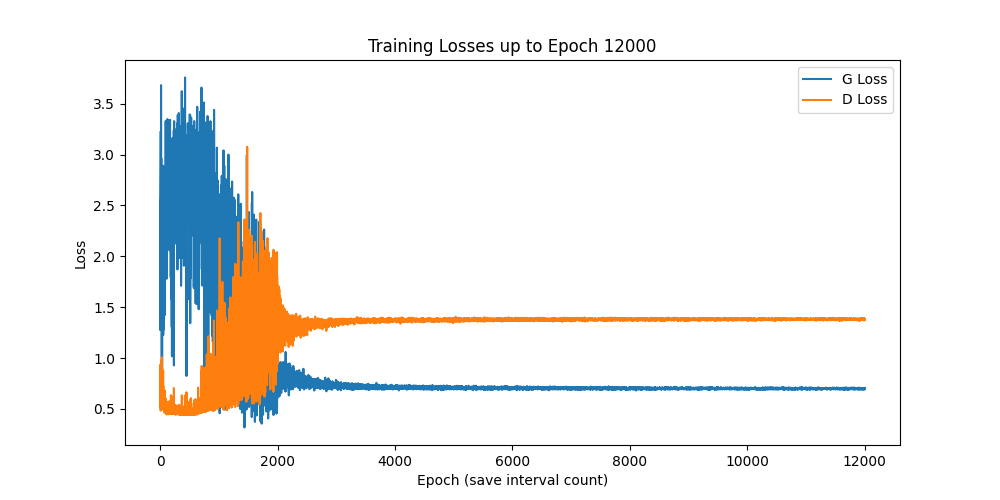 Training Losses up to Epoch 12000
G Loss
D Loss
Loss
3.5
3.0
2.5
2.0
1.5
1.0
0.5
0 2000 4000 6000 8000 10000 12000
Epoch (save interval count)